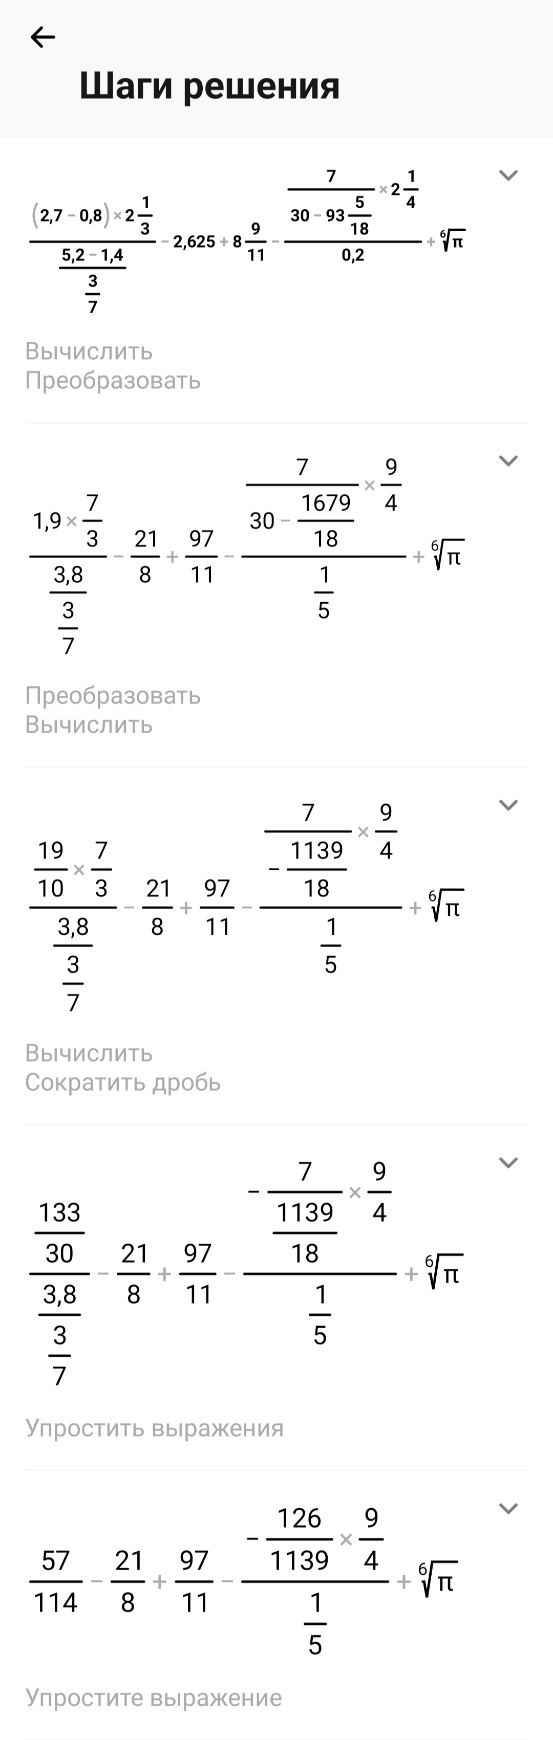 ←
Шаги решения
((2,7 − 0,8) × 2 1/3) / ((5,2 − 1,4) / (3/7)) − 2,625 + 8 9/11 − (7 / (30 − 93 5/18) × 2 1/4) / 0,2 + ⁶√π
Вычислить
Преобразовать
(1,9 × 7/3) / (3,8 / (3/7)) − 21/8 + 97/11 − (7 / (30 − 1679/18) × 9/4) / (1/5) + ⁶√π
Преобразовать
Вычислить
(19/10 × 7/3) / (3,8 / (3/7)) − 21/8 + 97/11 − (7 / (− 1139/18) × 9/4) / (1/5) + ⁶√π
Вычислить
Сократить дробь
(133/30) / (3,8 / (3/7)) − 21/8 + 97/11 − (− 7 / (1139/18) × 9/4) / (1/5) + ⁶√π
Упростить выражения
57/114 − 21/8 + 97/11 − (− 126/1139 × 9/4) / (1/5) + ⁶√π
Упростите выражение